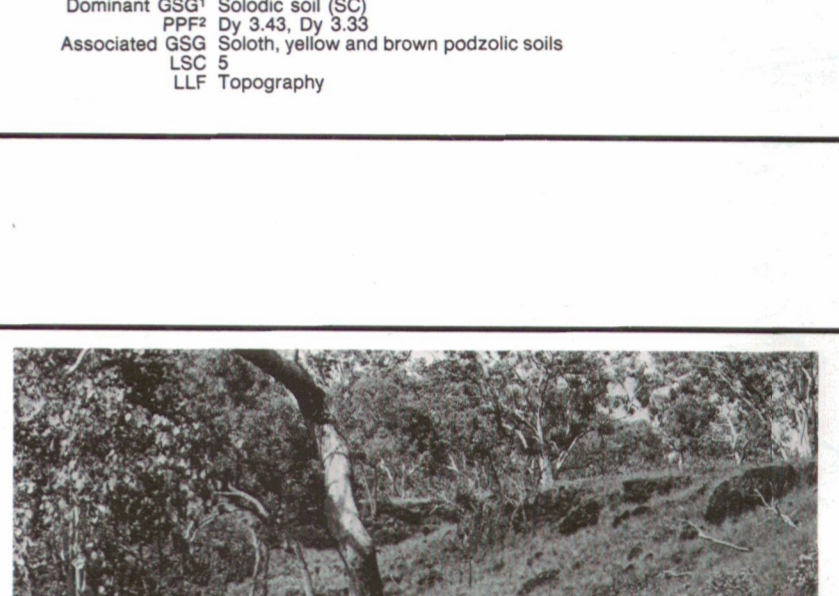 Dominant GSG¹ Solodic soil (SC)
PPF² Dy 3.43, Dy 3.33
Associated GSG Soloth, yellow and brown podzolic soils
LSC 5
LLF Topography